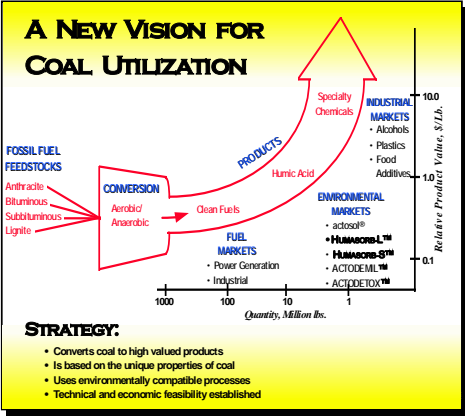 A NEW VISION FOR
COAL UTILIZATION
FOSSIL FUEL
FEEDSTOCKS
Anthracite
Bituminous
Subbituminous
Lignite
CONVERSION
Aerobic/
Anaerobic
Clean Fuels
PRODUCTS
Humic Acid
Specialty
Chemicals
INDUSTRIAL
MARKETS
• Alcohols
• Plastics
• Food
Additives
ENVIRONMENTAL
MARKETS
• actosol®
• HUMASORB-L™
• HUMASORB-S™
• ACTODEMIL™
• ACTODETOX™
FUEL
MARKETS
• Power Generation
• Industrial
10.0
1.0
0.1
Relative Product Value, $/Lb.
1000 100 10 1
Quantity, Million lbs.
STRATEGY:
• Converts coal to high valued products
• Is based on the unique properties of coal
• Uses environmentally compatible processes
• Technical and economic feasibility established